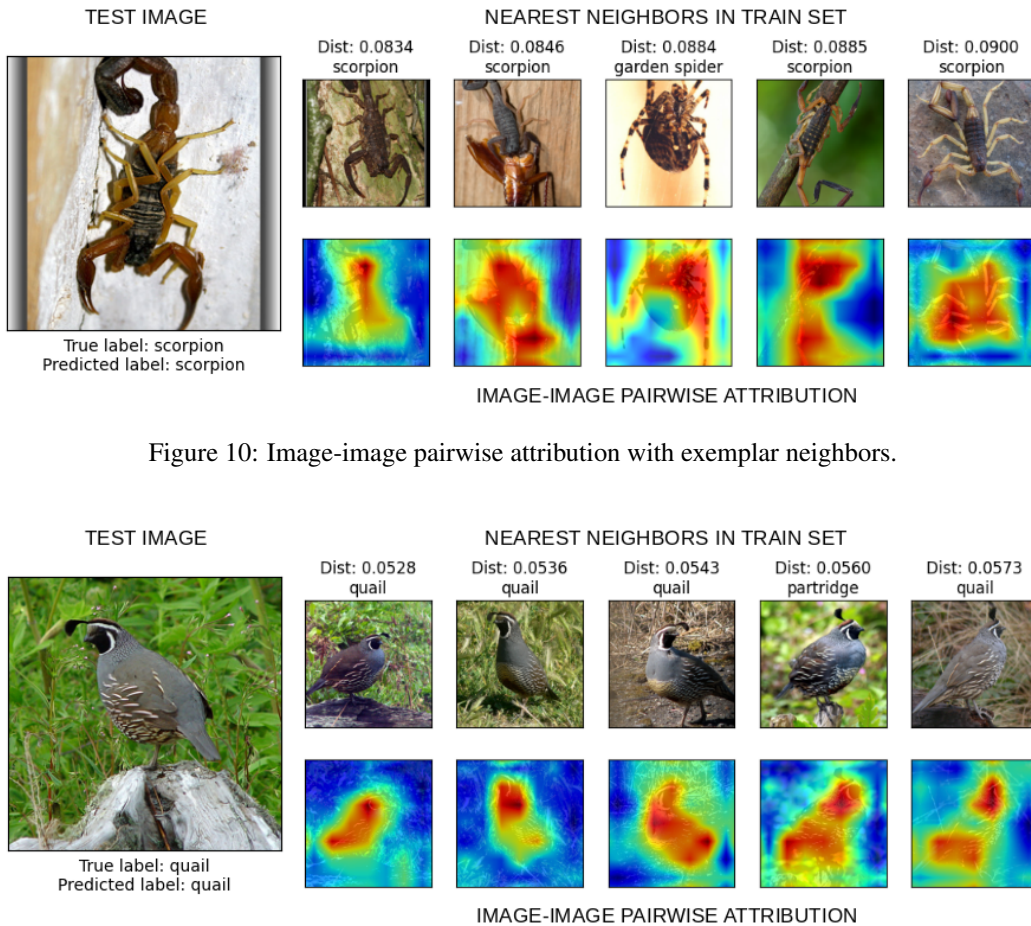 TEST IMAGE
NEAREST NEIGHBORS IN TRAIN SET
Dist: 0.0834 Dist: 0.0846 Dist: 0.0884 Dist: 0.0885 Dist: 0.0900
scorpion scorpion garden spider scorpion scorpion
True label: scorpion
Predicted label: scorpion
IMAGE-IMAGE PAIRWISE ATTRIBUTION
Figure 10: Image-image pairwise attribution with exemplar neighbors.
TEST IMAGE
NEAREST NEIGHBORS IN TRAIN SET
Dist: 0.0528 Dist: 0.0536 Dist: 0.0543 Dist: 0.0560 Dist: 0.0573
quail quail quail partridge quail
True label: quail
Predicted label: quail
IMAGE-IMAGE PAIRWISE ATTRIBUTION